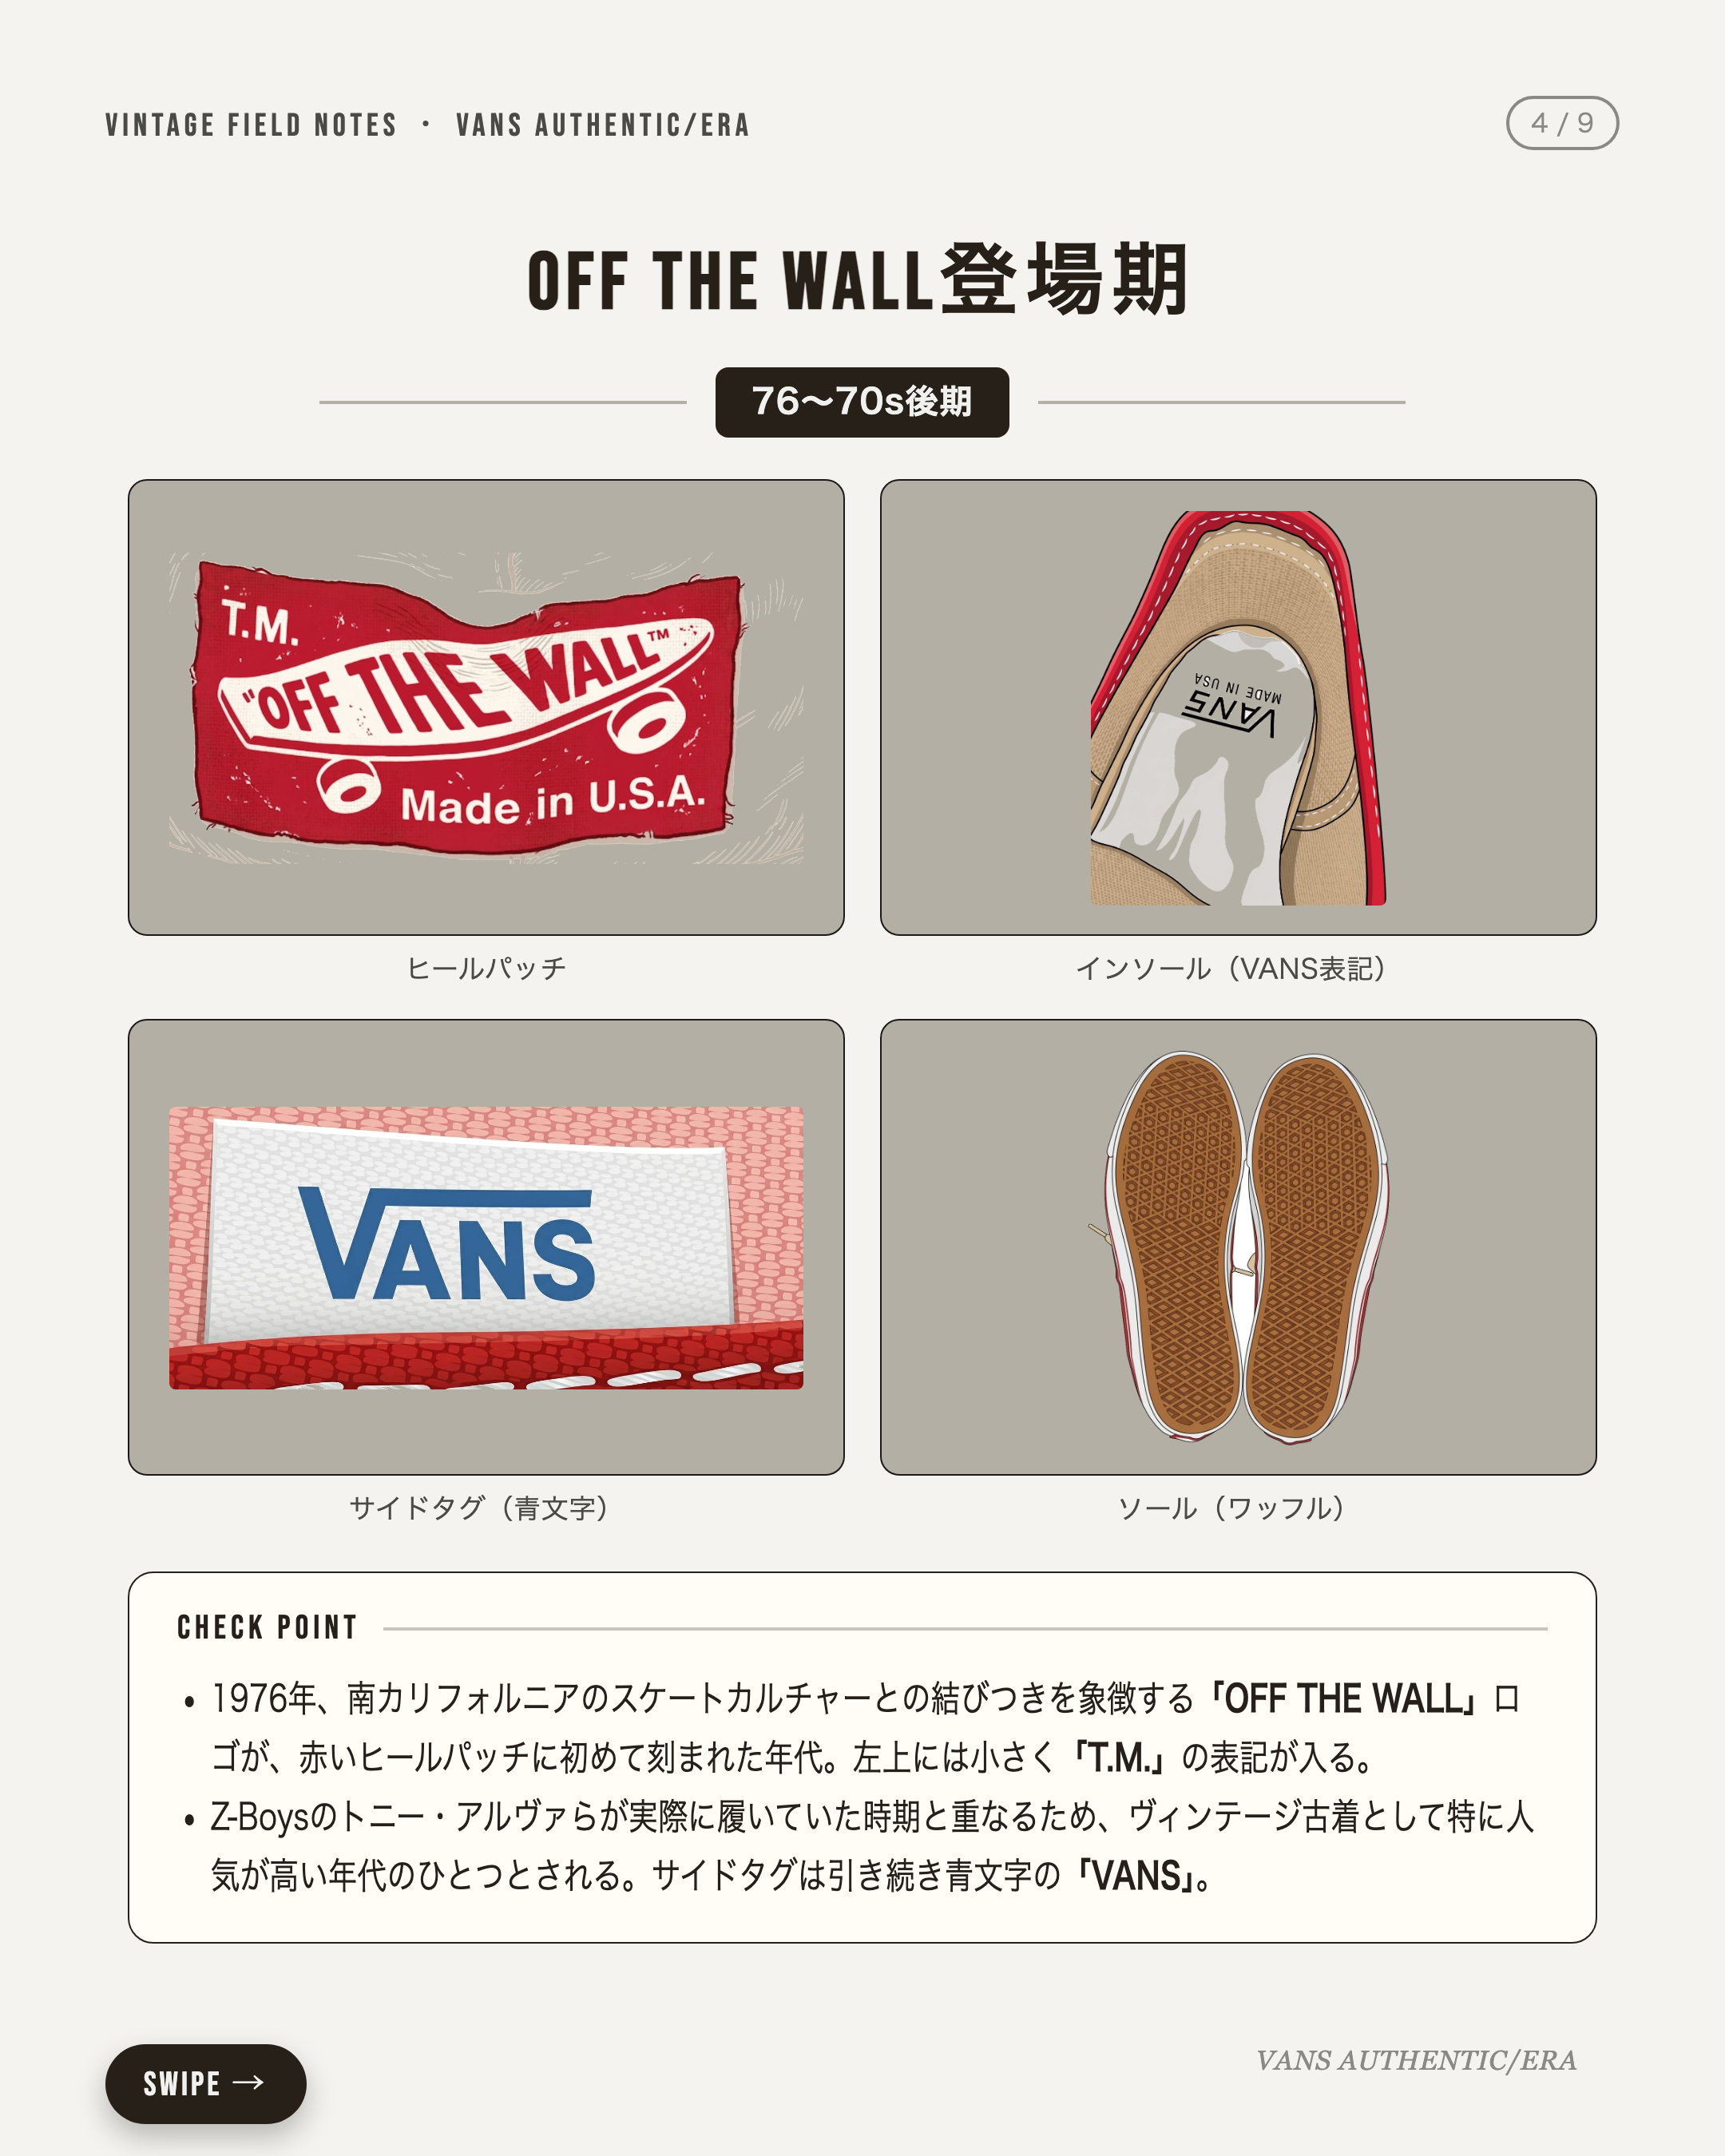 VINTAGE FIELD NOTES · VANS AUTHENTIC/ERA
4 / 9
OFF THE WALL登場期
76〜70s後期
T.M.
"OFF THE WALL™
Made in U.S.A.
ヒールパッチ
VANS
MADE IN USA
インソール（VANS表記）
VANS
サイドタグ（青文字）
ソール（ワッフル）
CHECK POINT
• 1976年、南カリフォルニアのスケートカルチャーとの結びつきを象徴する「OFF THE WALL」ロ
ゴが、赤いヒールパッチに初めて刻まれた年代。左上には小さく「T.M.」の表記が入る。
• Z-Boysのトニー・アルヴァらが実際に履いていた時期と重なるため、ヴィンテージ古着として特に人
気が高い年代のひとつとされる。サイドタグは引き続き青文字の「VANS」。
SWIPE →
VANS AUTHENTIC/ERA